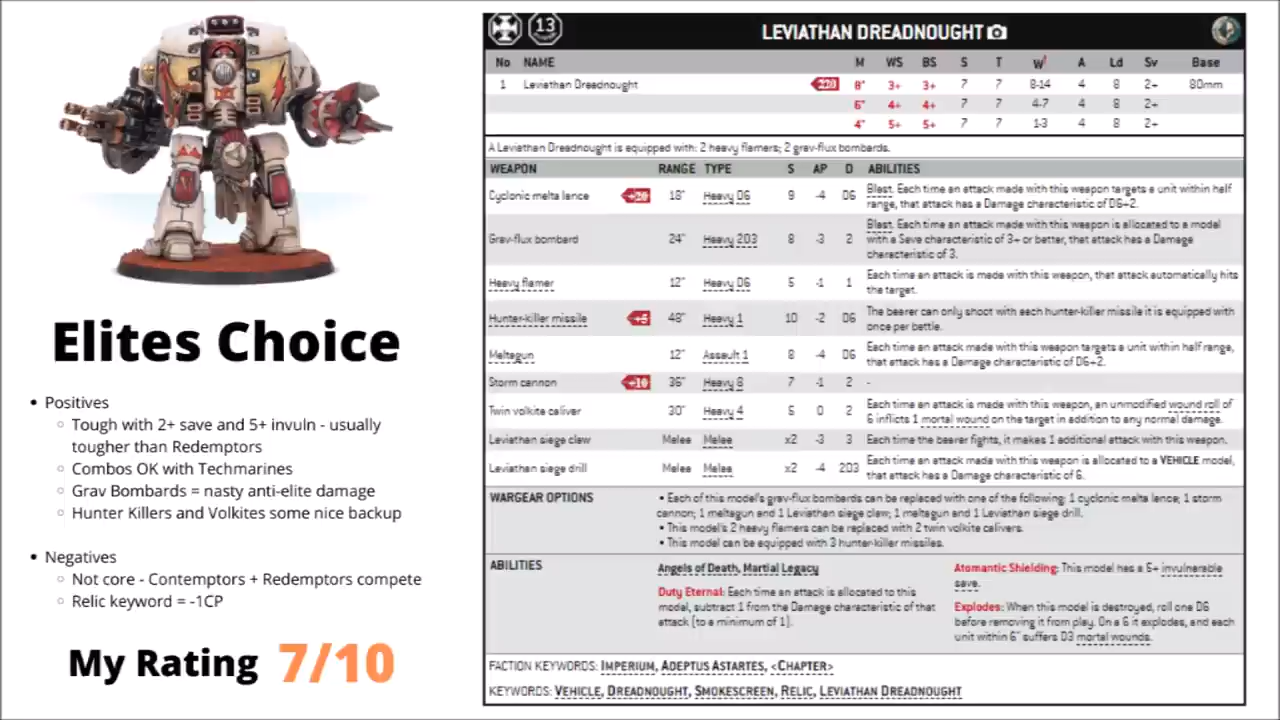 Elites Choice
• Positives
○ Tough with 2+ save and 5+ invuln - usually
tougher than Redemptors
○ Combos OK with Techmarines
○ Grav Bombards = nasty anti-elite damage
○ Hunter Killers and Volkites some nice backup
• Negatives
○ Not core - Contemptors + Redemptors compete
○ Relic keyword = -1CP
My Rating 7/10
13
LEVIATHAN DREADNOUGHT
No NAME M WS BS S T W A Ld Sv Base
1 Leviathan Dreadnought 220 8" 3+ 3+ 7 7 8-14 4 8 2+ 80mm
6" 4+ 4+ 7 7 4-7 4 8 2+
4" 5+ 5+ 7 7 1-3 4 8 2+
A Leviathan Dreadnought is equipped with: 2 heavy flamers; 2 grav-flux bombards.
WEAPON RANGE TYPE S AP D ABILITIES
Cyclonic melta lance +20 18" Heavy D6 9 -4 D6 Blast. Each time an attack made with this weapon targets a unit within half
range, that attack has a Damage characteristic of D6+2.
Grav-flux bombard 24" Heavy 2D3 8 -3 2 Blast. Each time an attack made with this weapon is allocated to a model
with a Save characteristic of 3+ or better, that attack has a Damage
characteristic of 3.
Heavy flamer 12" Heavy D6 5 -1 1 Each time an attack is made with this weapon, that attack automatically hits
the target.
Hunter-killer missile +5 48" Heavy 1 10 -2 D6 The bearer can only shoot with each hunter-killer missile it is equipped with
once per battle.
Meltagun 12" Assault 1 8 -4 D6 Each time an attack made with this weapon targets a unit within half range,
that attack has a Damage characteristic of D6+2.
Storm cannon +10 36" Heavy 8 7 -1 2 -
Twin volkite caliver 30" Heavy 4 5 0 2 Each time an attack is made with this weapon, an unmodified wound roll of
6 inflicts 1 mortal wound on the target in addition to any normal damage.
Leviathan siege claw Melee Melee x2 -3 3 Each time the bearer fights, it makes 1 additional attack with this weapon.
Leviathan siege drill Melee Melee x2 -4 2D3 Each time an attack made with this weapon is allocated to a VEHICLE model,
that attack has a Damage characteristic of 6.
WARGEAR OPTIONS • Each of this model's grav-flux bombards can be replaced with one of the following: 1 cyclonic melta lence; 1 storm
cannon; 1 meltagun and 1 Leviathan siege claw; 1 meltagun and 1 Leviathan siege drill.
• This model's 2 heavy flamers can be replaced with 2 twin volkite calivers.
• This model can be equipped with 3 hunter-killer missiles.
ABILITIES
Angels of Death, Martial Legacy
Duty Eternal: Each time an attack is allocated to this
model, subtract 1 from the Damage characteristic of that
attack (to a minimum of 1).
Atomantic Shielding: This model has a 5+ invulnerable
save.
Explodes: When this model is destroyed, roll one D6
before removing it from play. On a 6 it explodes, and each
unit within 6" suffers D3 mortal wounds.
FACTION KEYWORDS: IMPERIUM, ADEPTUS ASTARTES, <CHAPTER>
KEYWORDS: VEHICLE, DREADNOUGHT, SMOKESCREEN, RELIC, LEVIATHAN DREADNOUGHT